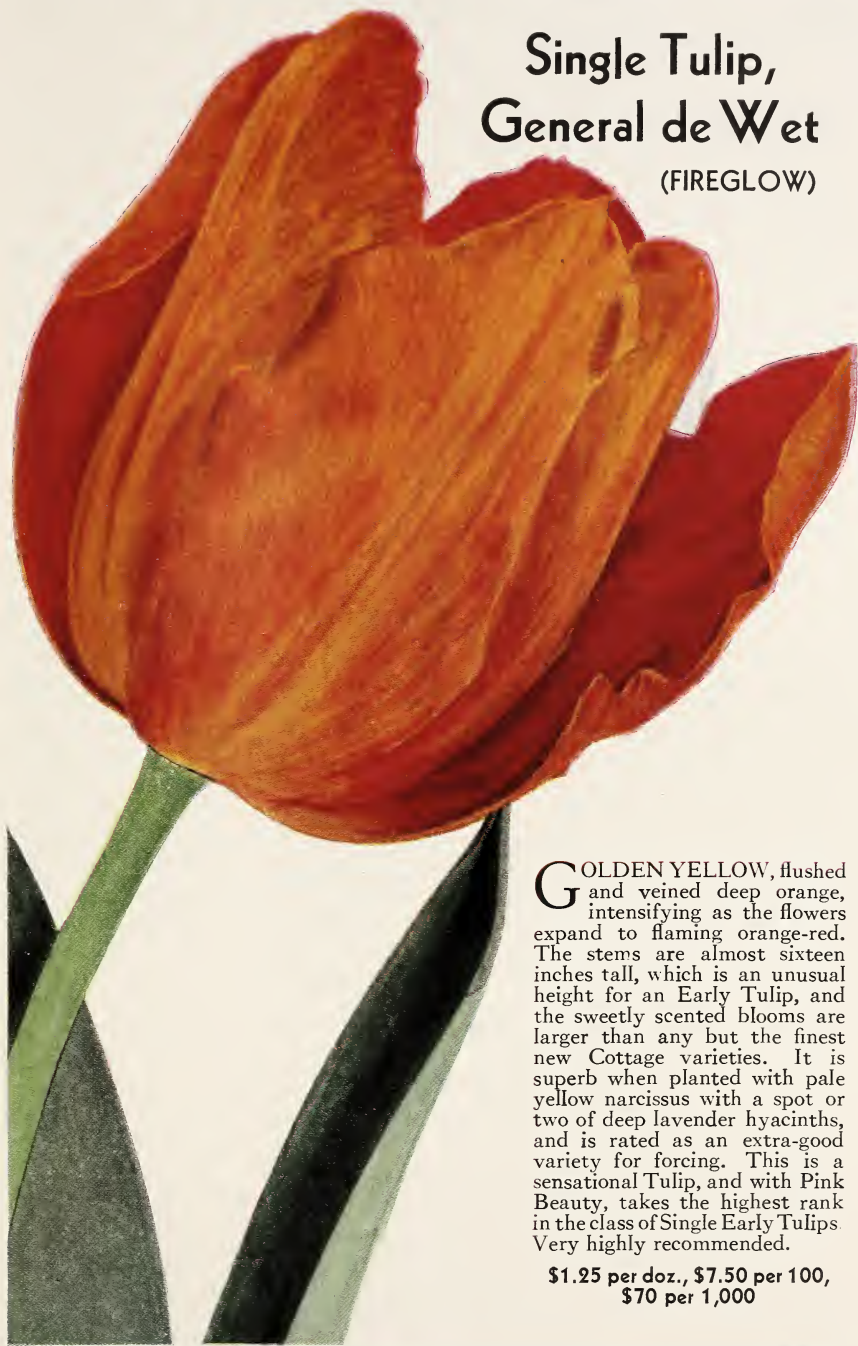 Single Tulip,
General de Wet
(FIREGLOW)
GOLDEN YELLOW, flushed
and veined deep orange,
intensifying as the flowers
expand to flaming orange-red.
The stems are almost sixteen
inches tall, which is an unusual
height for an Early Tulip, and
the sweetly scented blooms are
larger than any but the finest
new Cottage varieties. It is
superb when planted with pale
yellow narcissus with a spot or
two of deep lavender hyacinths,
and is rated as an extra-good
variety for forcing. This is a
sensational Tulip, and with Pink
Beauty, takes the highest rank
in the class of Single Early Tulips.
Very highly recommended.
$1.25 per doz., $7.50 per 100,
$70 per 1,000